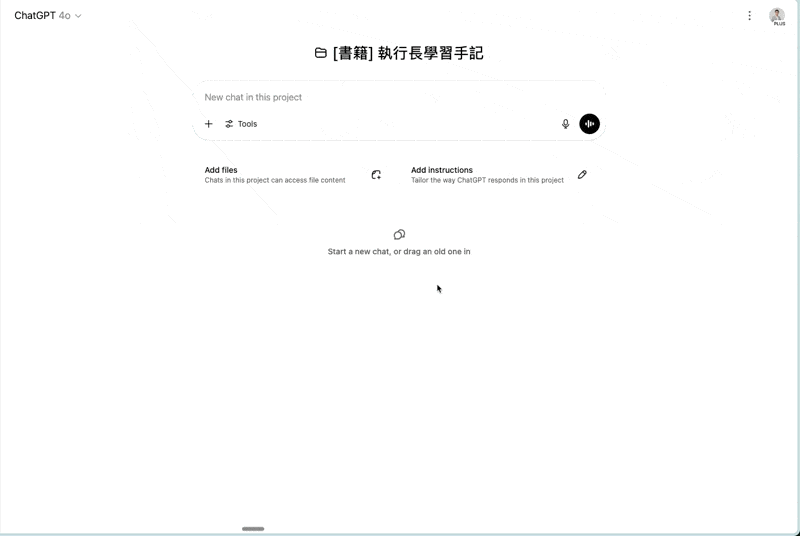 ChatGPT 4o
PLUS
[書籍] 執行長學習手記
New chat in this project
Tools
Add files
Chats in this project can access file content
Add instructions
Tailor the way ChatGPT responds in this project
Start a new chat, or drag an old one in